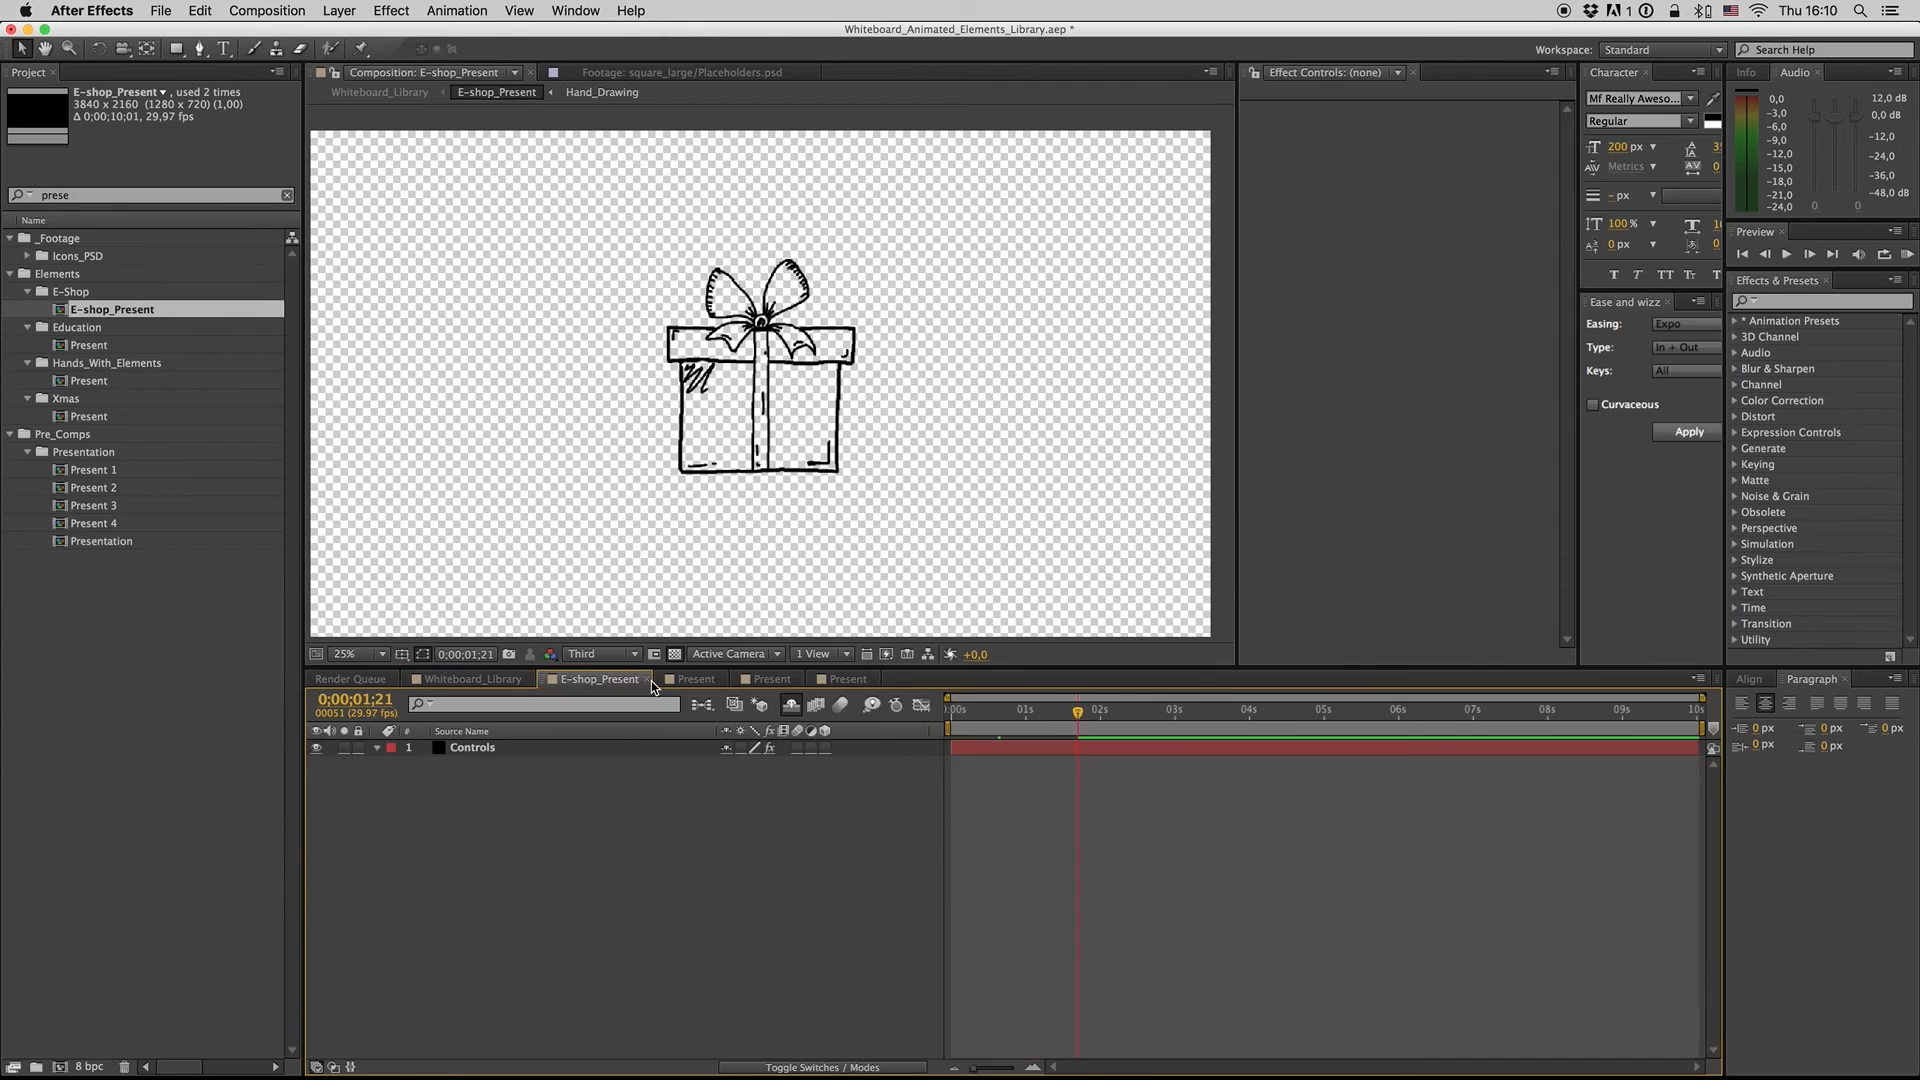 After Effects File Edit Composition Layer Effect Animation View Window Help 1 Thu 16:10
Whiteboard_Animated_Elements_Library.aep *
Workspace: Standard Search Help
Project
E-shop_Present , used 2 times
3840 x 2160 (1280 x 720) (1,00)
Δ 0;00;10;01, 29,97 fps
prese
Name
_Footage
Icons_PSD
Elements
E-Shop
E-shop_Present
Education
Present
Hands_With_Elements
Present
Xmas
Present
Pre_Comps
Presentation
Present 1
Present 2
Present 3
Present 4
Presentation
8 bpc
Composition: E-shop_Present
Footage: square_large/Placeholders.psd
Whiteboard_Library E-shop_Present Hand_Drawing
25% 0;00;01;21 Third Active Camera 1 View +0,0
Effect Controls: (none)
Character
Mf Really Aweso...
Regular
200 px
Metrics 0
- px
100%
0 px
T T TT Tт T
Ease and wizz
Easing: Expo
Type: In + Out
Keys: All
Curvaceous
Apply
Info Audio
0,0
-3,0
-6,0
-9,0
-12,0
-15,0
-18,0
-21,0
-24,0
12,0 dB
0,0 dB
-12,0
-24,0
-36,0
-48,0 dB
0 0
Preview
Effects & Presets
* Animation Presets
3D Channel
Audio
Blur & Sharpen
Channel
Color Correction
Distort
Expression Controls
Generate
Keying
Matte
Noise & Grain
Obsolete
Perspective
Simulation
Stylize
Synthetic Aperture
Text
Time
Transition
Utility
Render Queue Whiteboard_Library E-shop_Present Present Present Present
0;00;01;21
00051 (29.97 fps)
:00s 01s 02s 03s 04s 05s 06s 07s 08s 09s 10s
# Source Name fx
1 Controls fx
Toggle Switches / Modes
Align Paragraph
0 px 0 px 0 px
0 px 0 px